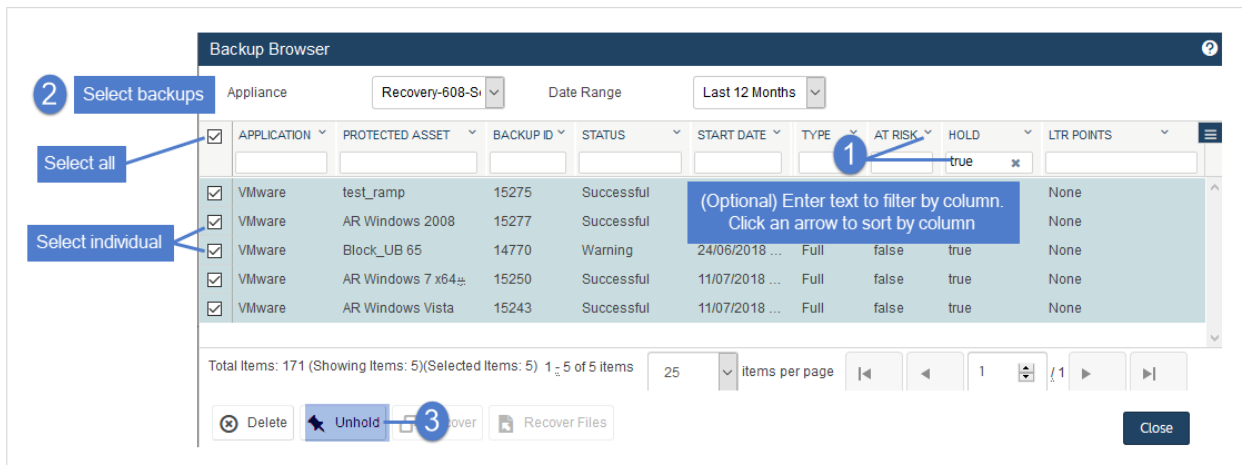 Backup Browser
?
2 Select backups Appliance Recovery-608-S Date Range Last 12 Months
APPLICATION PROTECTED ASSET BACKUP ID STATUS START DATE TYPE AT RISK HOLD LTR POINTS
1
Select all
true ×
VMware test_ramp 15275 Successful None
(Optional) Enter text to filter by column.
Click an arrow to sort by column
VMware AR Windows 2008 15277 Successful None
Select individual
VMware Block_UB 65 14770 Warning 24/06/2018 ... Full false true None
VMware AR Windows 7 x64 15250 Successful 11/07/2018 ... Full false true None
VMware AR Windows Vista 15243 Successful 11/07/2018 ... Full false true None
Total Items: 171 (Showing Items: 5)(Selected Items: 5) 1 - 5 of 5 items 25 items per page 1 / 1
Delete Unhold 3 over Recover Files
Close